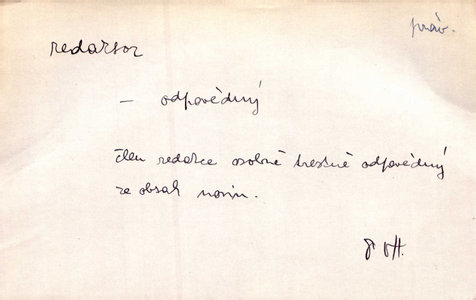 práv.
redaktor
— odpovědný
člen redakce osobně trestně odpovědný
za obsah novin.